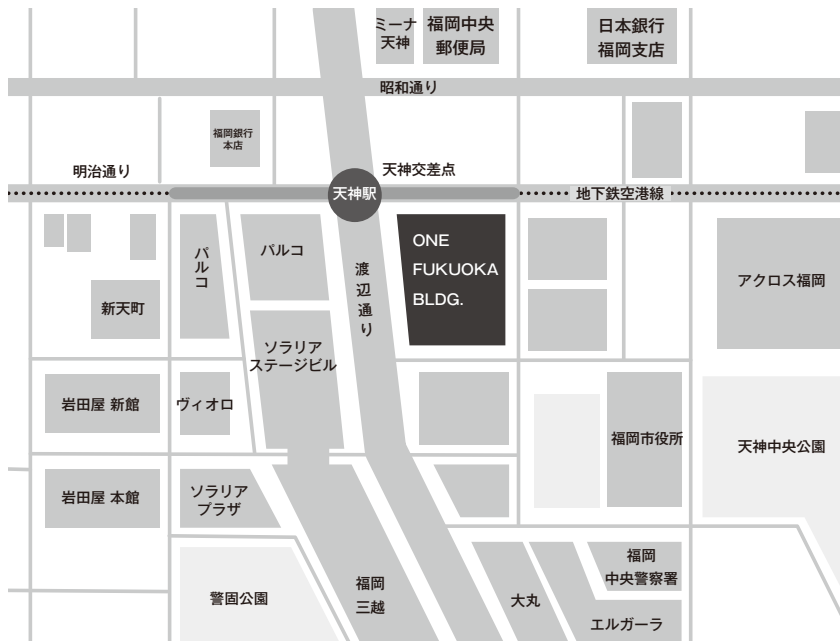 ミーナ
天神
福岡中央
郵便局
日本銀行
福岡支店
昭和通り
福岡銀行
本店
明治通り
天神交差点
天神駅
地下鉄空港線
パルコ
パルコ
渡辺通り
ONE
FUKUOKA
BLDG.
アクロス福岡
新天町
ソラリア
ステージビル
岩田屋 新館
ヴィオロ
福岡市役所
天神中央公園
岩田屋 本館
ソラリア
プラザ
警固公園
福岡
三越
大丸
福岡
中央警察署
エルガーラ